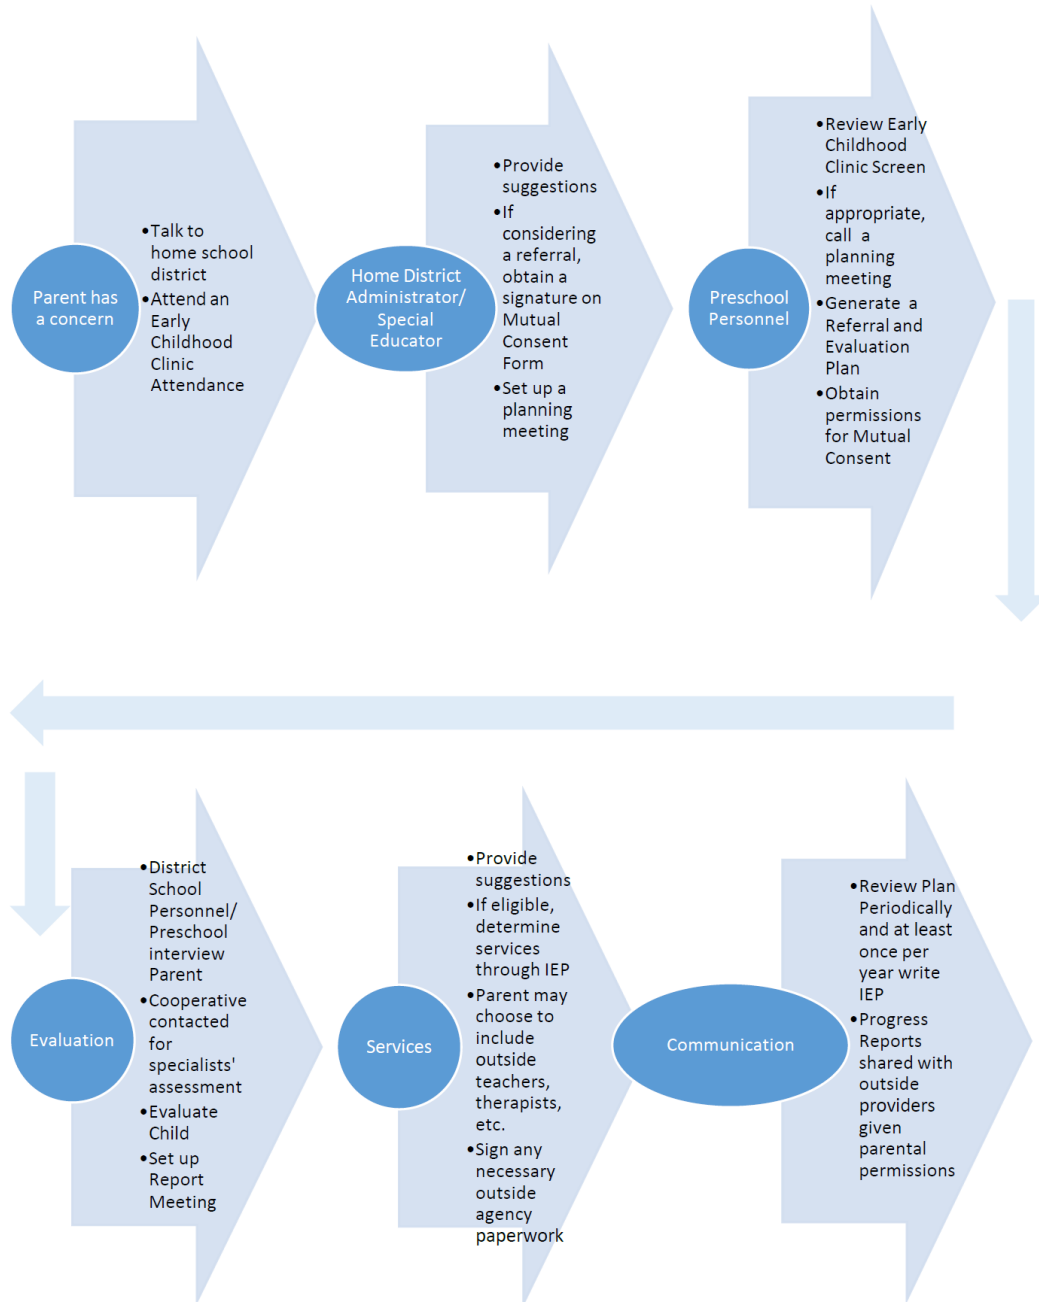 Parent has
a concern
•Talk to
home school
district
•Attend an
Early
Childhood
Clinic
Attendance
Home District
Administrator/
Special
Educator
•Provide
suggestions
•If
considering
a referral,
obtain a
signature on
Mutual
Consent
Form
•Set up a
planning
meeting
Preschool
Personnel
•Review Early
Childhood
Clinic Screen
•If
appropriate,
call a
planning
meeting
•Generate a
Referral and
Evaluation
Plan
•Obtain
permissions
for Mutual
Consent
Evaluation
•District
School
Personnel/
Preschool
interview
Parent
•Cooperative
contacted
for
specialists'
assessment
•Evaluate
Child
•Set up
Report
Meeting
Services
•Provide
suggestions
•If eligible,
determine
services
through IEP
•Parent may
choose to
include
outside
teachers,
therapists,
etc.
•Sign any
necessary
outside
agency
paperwork
Communication
•Review Plan
Periodically
and at least
once per
year write
IEP
•Progress
Reports
shared with
outside
providers
given
parental
permissions